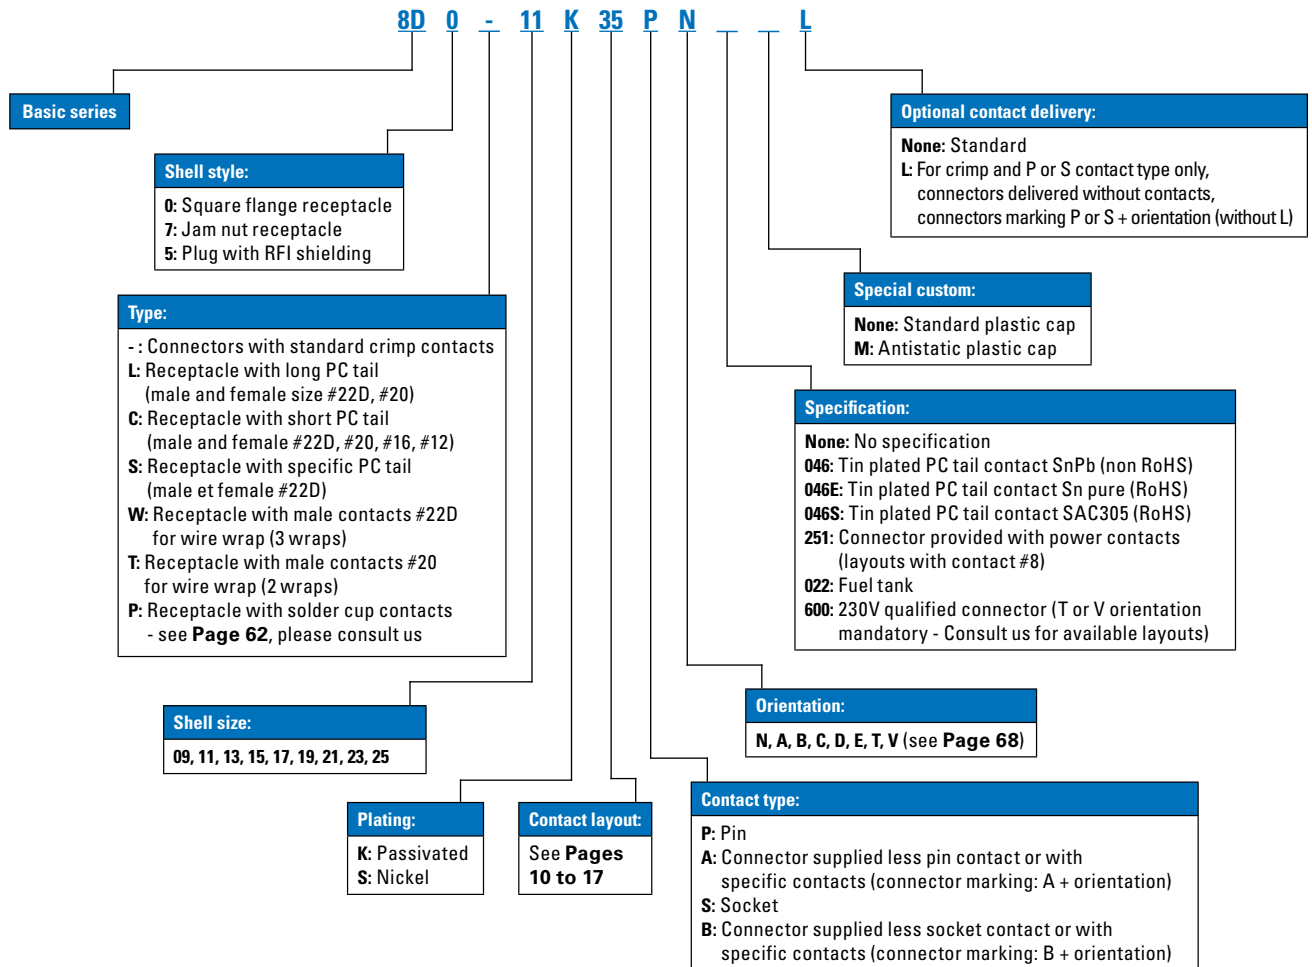 8D 0 - 11 K 35 P N _ _ L
Basic series
Shell style:
0: Square flange receptacle
7: Jam nut receptacle
5: Plug with RFI shielding
Type:
- : Connectors with standard crimp contacts
L: Receptacle with long PC tail
(male and female size #22D, #20)
C: Receptacle with short PC tail
(male and female #22D, #20, #16, #12)
S: Receptacle with specific PC tail
(male et female #22D)
W: Receptacle with male contacts #22D
for wire wrap (3 wraps)
T: Receptacle with male contacts #20
for wire wrap (2 wraps)
P: Receptacle with solder cup contacts
- see Page 62, please consult us
Shell size:
09, 11, 13, 15, 17, 19, 21, 23, 25
Plating:
K: Passivated
S: Nickel
Contact layout:
See Pages
10 to 17
Contact type:
P: Pin
A: Connector supplied less pin contact or with
specific contacts (connector marking: A + orientation)
S: Socket
B: Connector supplied less socket contact or with
specific contacts (connector marking: B + orientation)
Orientation:
N, A, B, C, D, E, T, V (see Page 68)
Specification:
None: No specification
046: Tin plated PC tail contact SnPb (non RoHS)
046E: Tin plated PC tail contact Sn pure (RoHS)
046S: Tin plated PC tail contact SAC305 (RoHS)
251: Connector provided with power contacts
(layouts with contact #8)
022: Fuel tank
600: 230V qualified connector (T or V orientation
mandatory - Consult us for available layouts)
Special custom:
None: Standard plastic cap
M: Antistatic plastic cap
Optional contact delivery:
None: Standard
L: For crimp and P or S contact type only,
connectors delivered without contacts,
connectors marking P or S + orientation (without L)